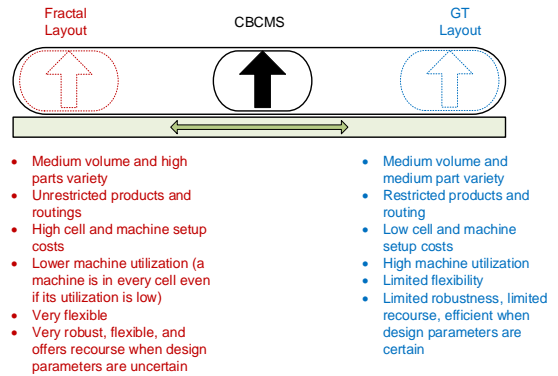 Fractal
Layout
CBCMS
GT
Layout
• Medium volume and high
parts variety
• Unrestricted products and
routings
• High cell and machine setup
costs
• Lower machine utilization (a
machine is in every cell even
if its utilization is low)
• Very flexible
• Very robust, flexible, and
offers recourse when design
parameters are uncertain
• Medium volume and
medium part variety
• Restricted products and
routing
• Low cell and machine
setup costs
• High machine utilization
• Limited flexibility
• Limited robustness, limited
recourse, efficient when
design parameters are
certain